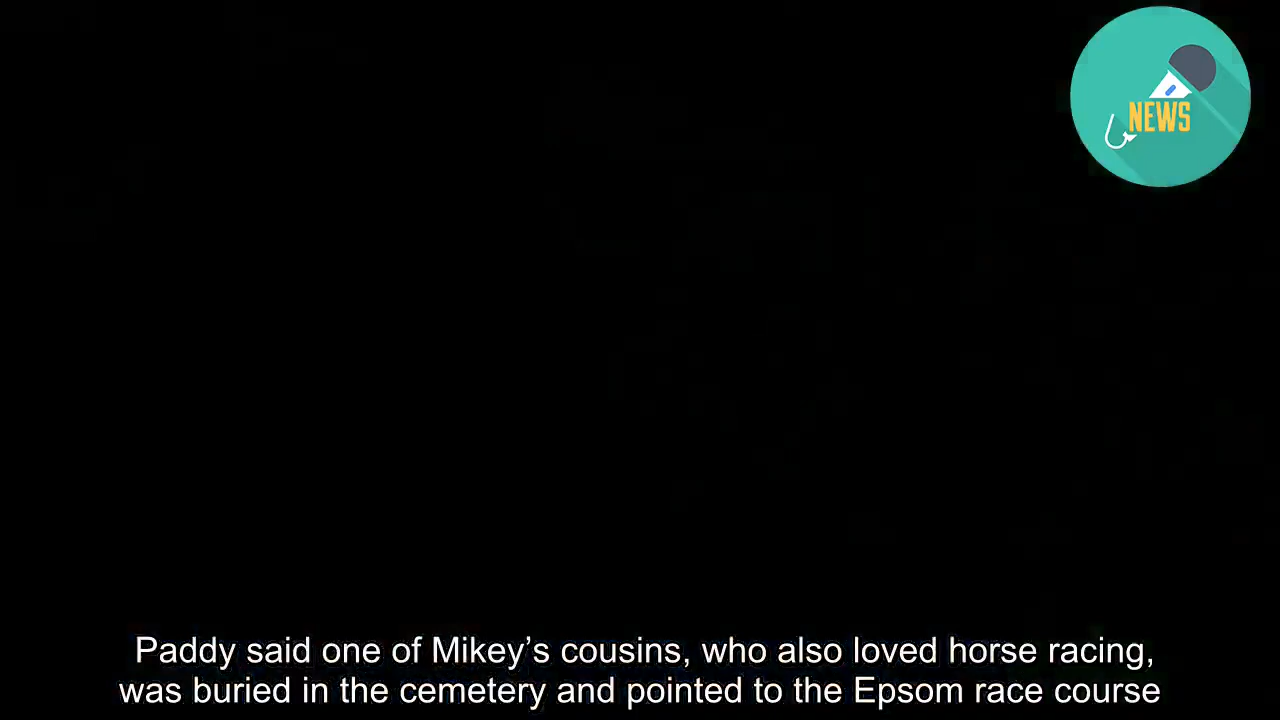 NEWS
Paddy said one of Mikey’s cousins, who also loved horse racing,
was buried in the cemetery and pointed to the Epsom race course